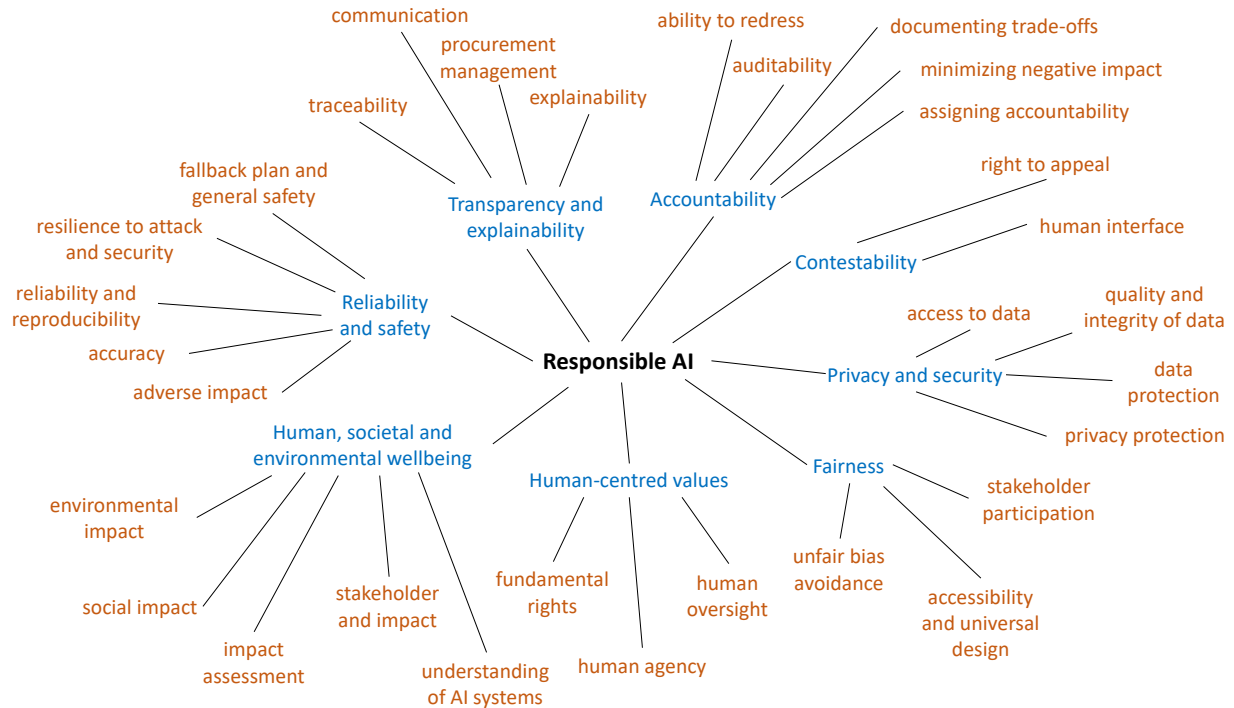 communication
procurement
management
explainability
traceability
Transparency and
explainability
ability to redress
auditability
documenting trade-offs
minimizing negative impact
assigning accountability
Accountability
right to appeal
human interface
Contestability
fallback plan and
general safety
resilience to attack
and security
reliability and
reproducibility
accuracy
adverse impact
Reliability
and safety
Responsible AI
access to data
quality and
integrity of data
data
protection
privacy protection
Privacy and security
Human, societal and
environmental wellbeing
environmental
impact
social impact
impact
assessment
stakeholder
and impact
understanding
of AI systems
Human-centred values
fundamental
rights
human agency
human
oversight
Fairness
stakeholder
participation
unfair bias
avoidance
accessibility
and universal
design